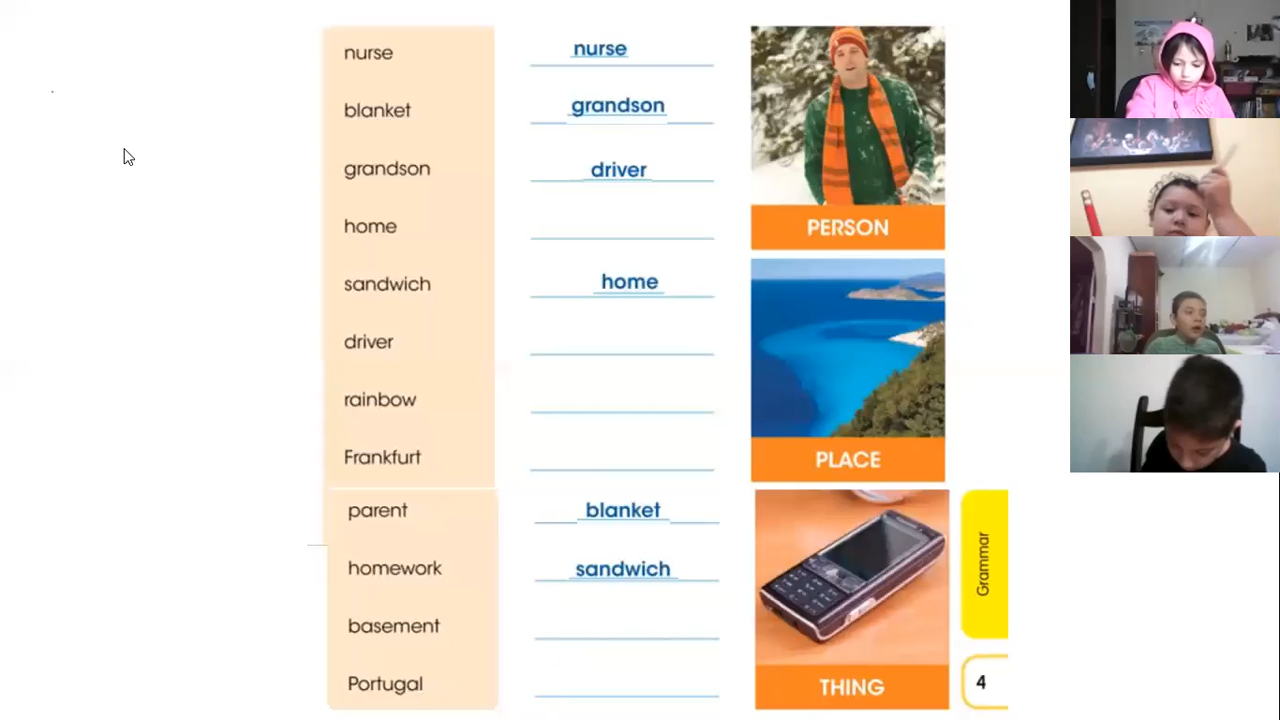 nurse
blanket
grandson
home
sandwich
driver
rainbow
Frankfurt
parent
homework
basement
Portugal
nurse
grandson
driver
home
blanket
sandwich
PERSON
PLACE
THING
Grammar
4